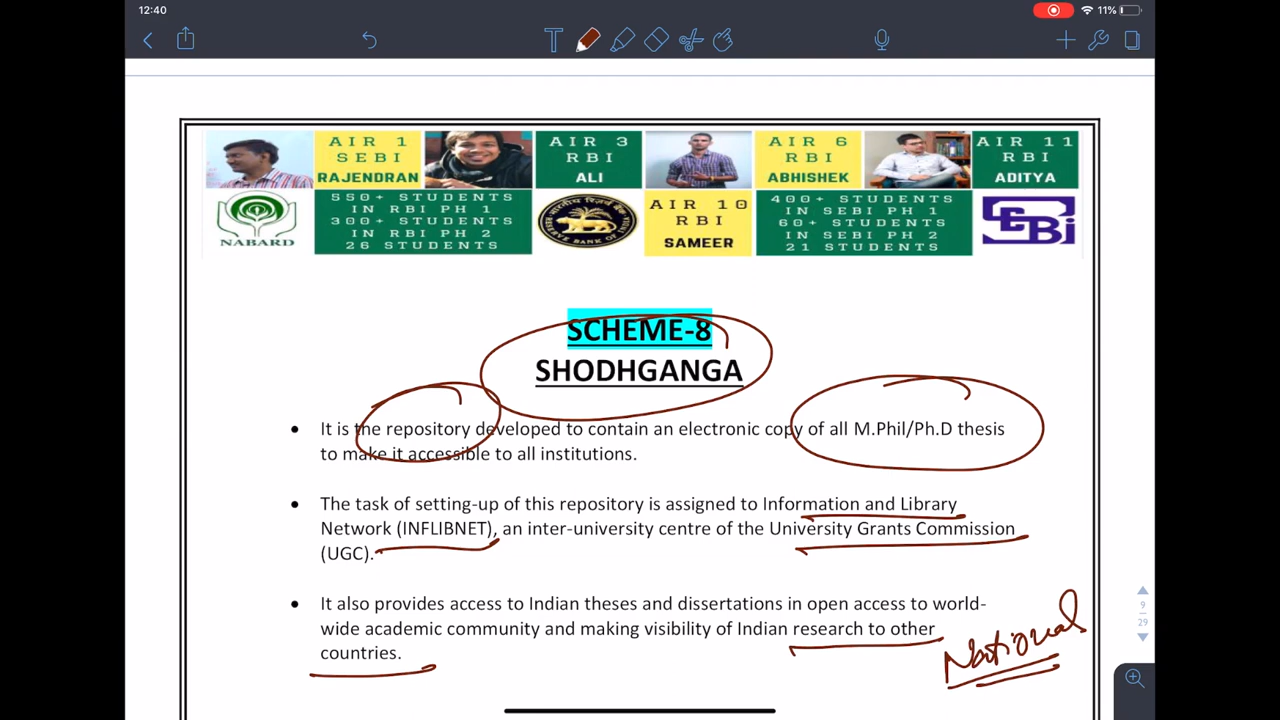 12:40
11%
T
AIR 1
SEBI
RAJENDRAN
AIR 3
RBI
ALI
AIR 6
RBI
ABHISHEK
AIR 11
RBI
ADITYA
NABARD
550+ STUDENTS
IN RBI PH 1
300+ STUDENTS
IN RBI PH 2
26 STUDENTS
AIR 10
RBI
SAMEER
400+ STUDENTS
IN SEBI PH 1
60+ STUDENTS
IN SEBI PH 2
21 STUDENTS
SEBI
SCHEME-8
SHODHGANGA
• It is the repository developed to contain an electronic copy of all M.Phil/Ph.D thesis
to make it accessible to all institutions.
• The task of setting-up of this repository is assigned to Information and Library
Network (INFLIBNET), an inter-university centre of the University Grants Commission
(UGC).
• It also provides access to Indian theses and dissertations in open access to world-
wide academic community and making visibility of Indian research to other
countries.
National
9
29